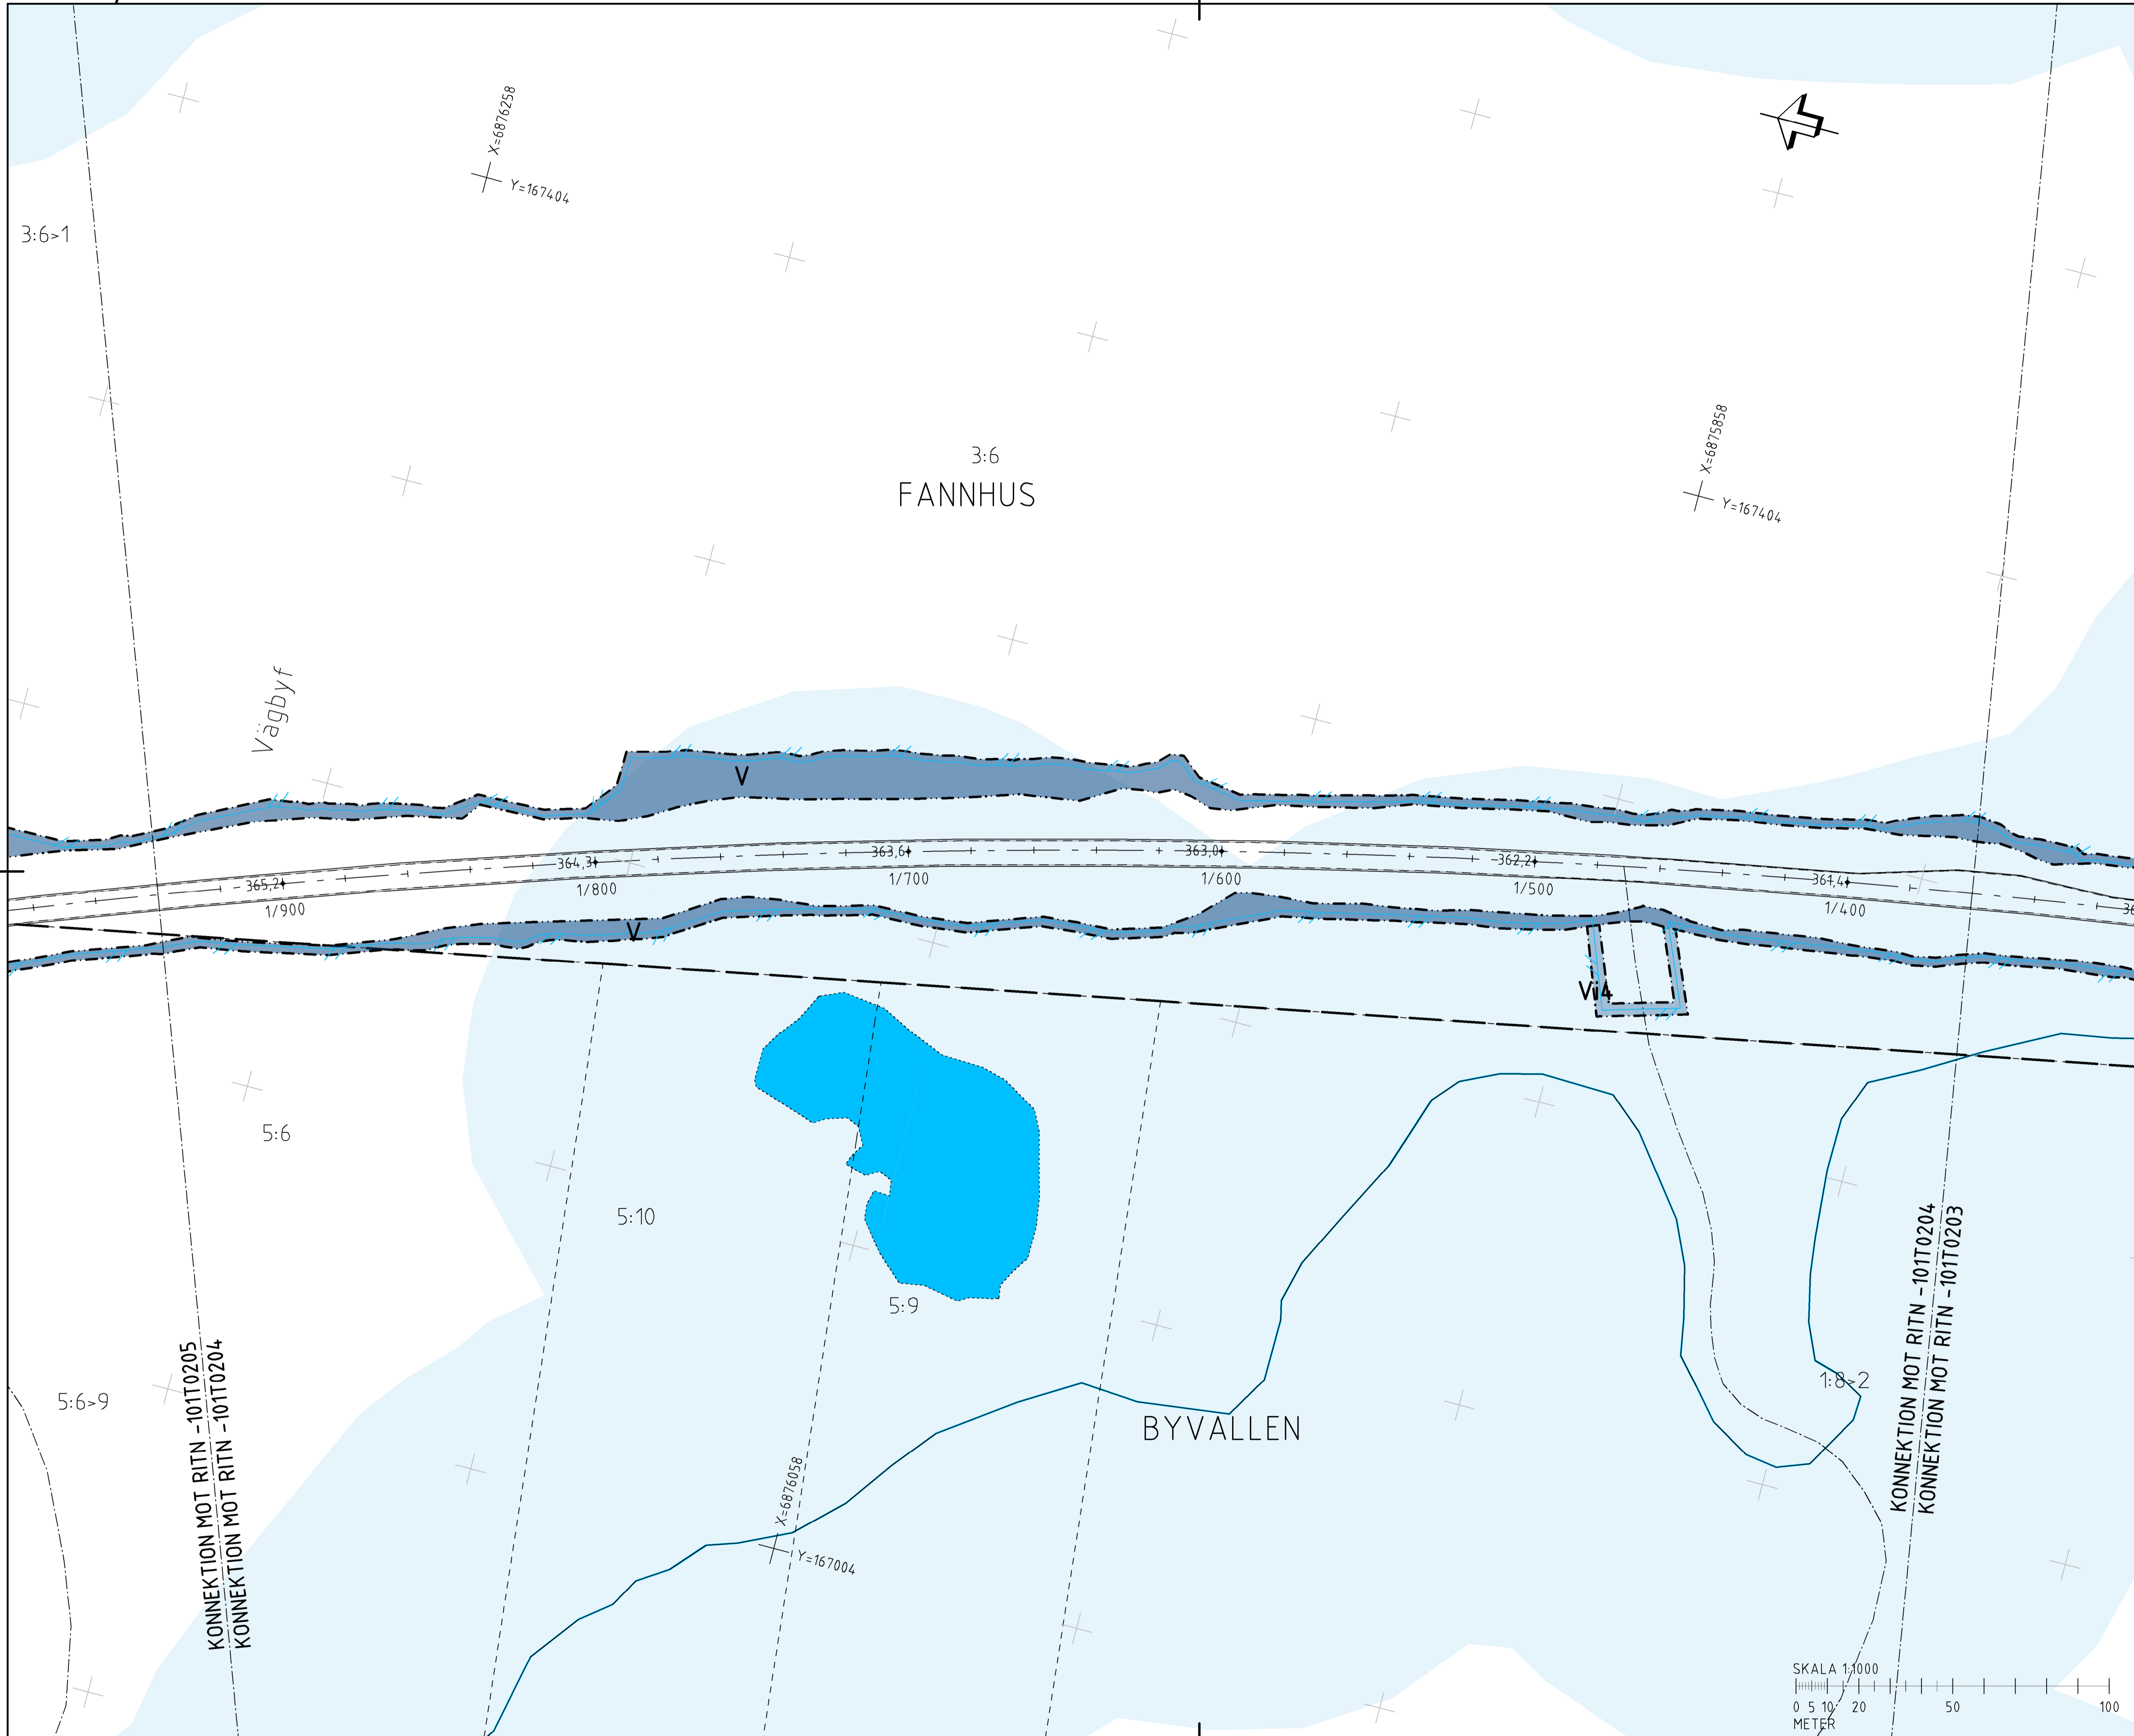 X=6876258
Y=167404
3:6>1
3:6
FANNHUS
X=6875858
Y=167404
Vägbyf
V
365,2
364,3
363,6
363,0
362,2
361,4
36
1/900
1/800
1/700
1/600
1/500
1/400
V
5:6
5:10
5:9
5:6>9
1:8>2
BYVALLEN
X=6876058
Y=167004
KONNEKTION MOT RITN -101T0205
KONNEKTION MOT RITN -101T0204
KONNEKTION MOT RITN -101T0204
KONNEKTION MOT RITN -101T0203
SKALA 1:1000
0 5 10 20 50 100
METER